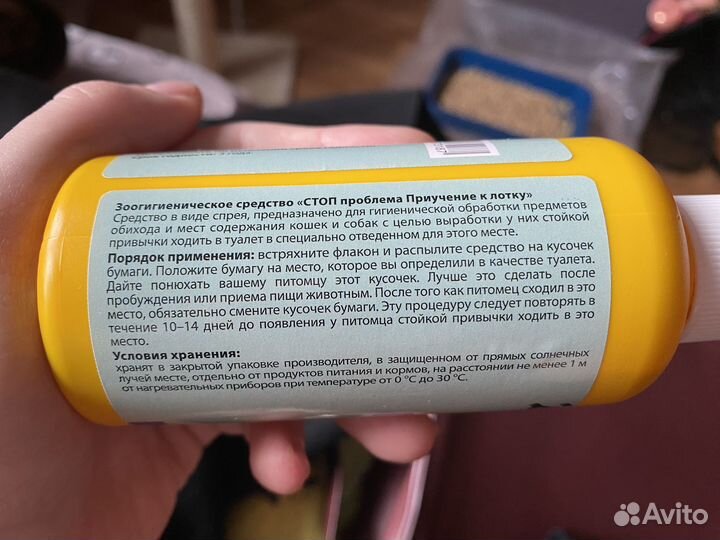 Зоогигиеническое средство «СТОП проблема Приучение к лотку»
Средство в виде спрея, предназначено для гигиенической обработки предметов
обихода и мест содержания кошек и собак с целью выработки у них стойкой
привычки ходить в туалет в специально отведенном для этого месте.
Порядок применения: встряхните флакон и распылите средство на кусочек
бумаги. Положите бумагу на место, которое вы определили в качестве туалета.
Дайте понюхать вашему питомцу этот кусочек. Лучше это сделать после
пробуждения или приема пищи животным. После того как питомец сходил в это
место, обязательно смените кусочек бумаги. Эту процедуру следует повторять в
течение 10–14 дней до появления у питомца стойкой привычки ходить в это
место.
Условия хранения:
хранят в закрытой упаковке производителя, в защищенном от прямых солнечных
лучей месте, отдельно от продуктов питания и кормов, на расстоянии не менее 1 м
от нагревательных приборов при температуре от 0 °C до 30 °C.
Avito